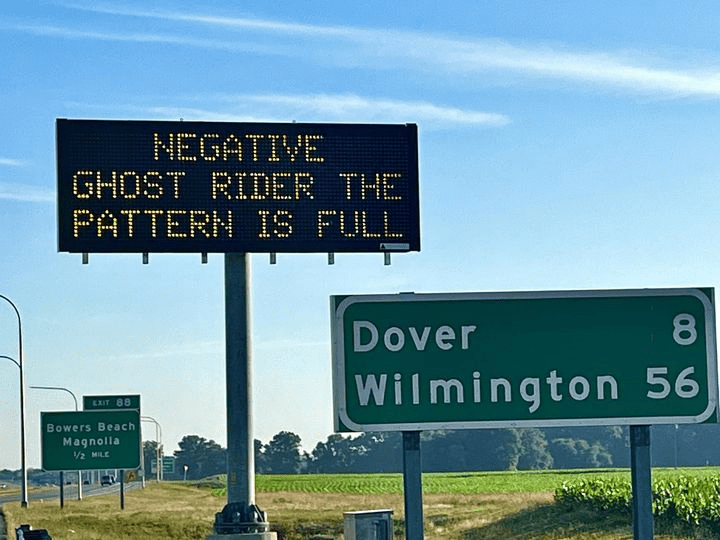 NEGATIVE
GHOST RIDER THE
PATTERN IS FULL
Dover 8
Wilmington 56
EXIT 88
Bowers Beach
Magnolia
1/2 MILE